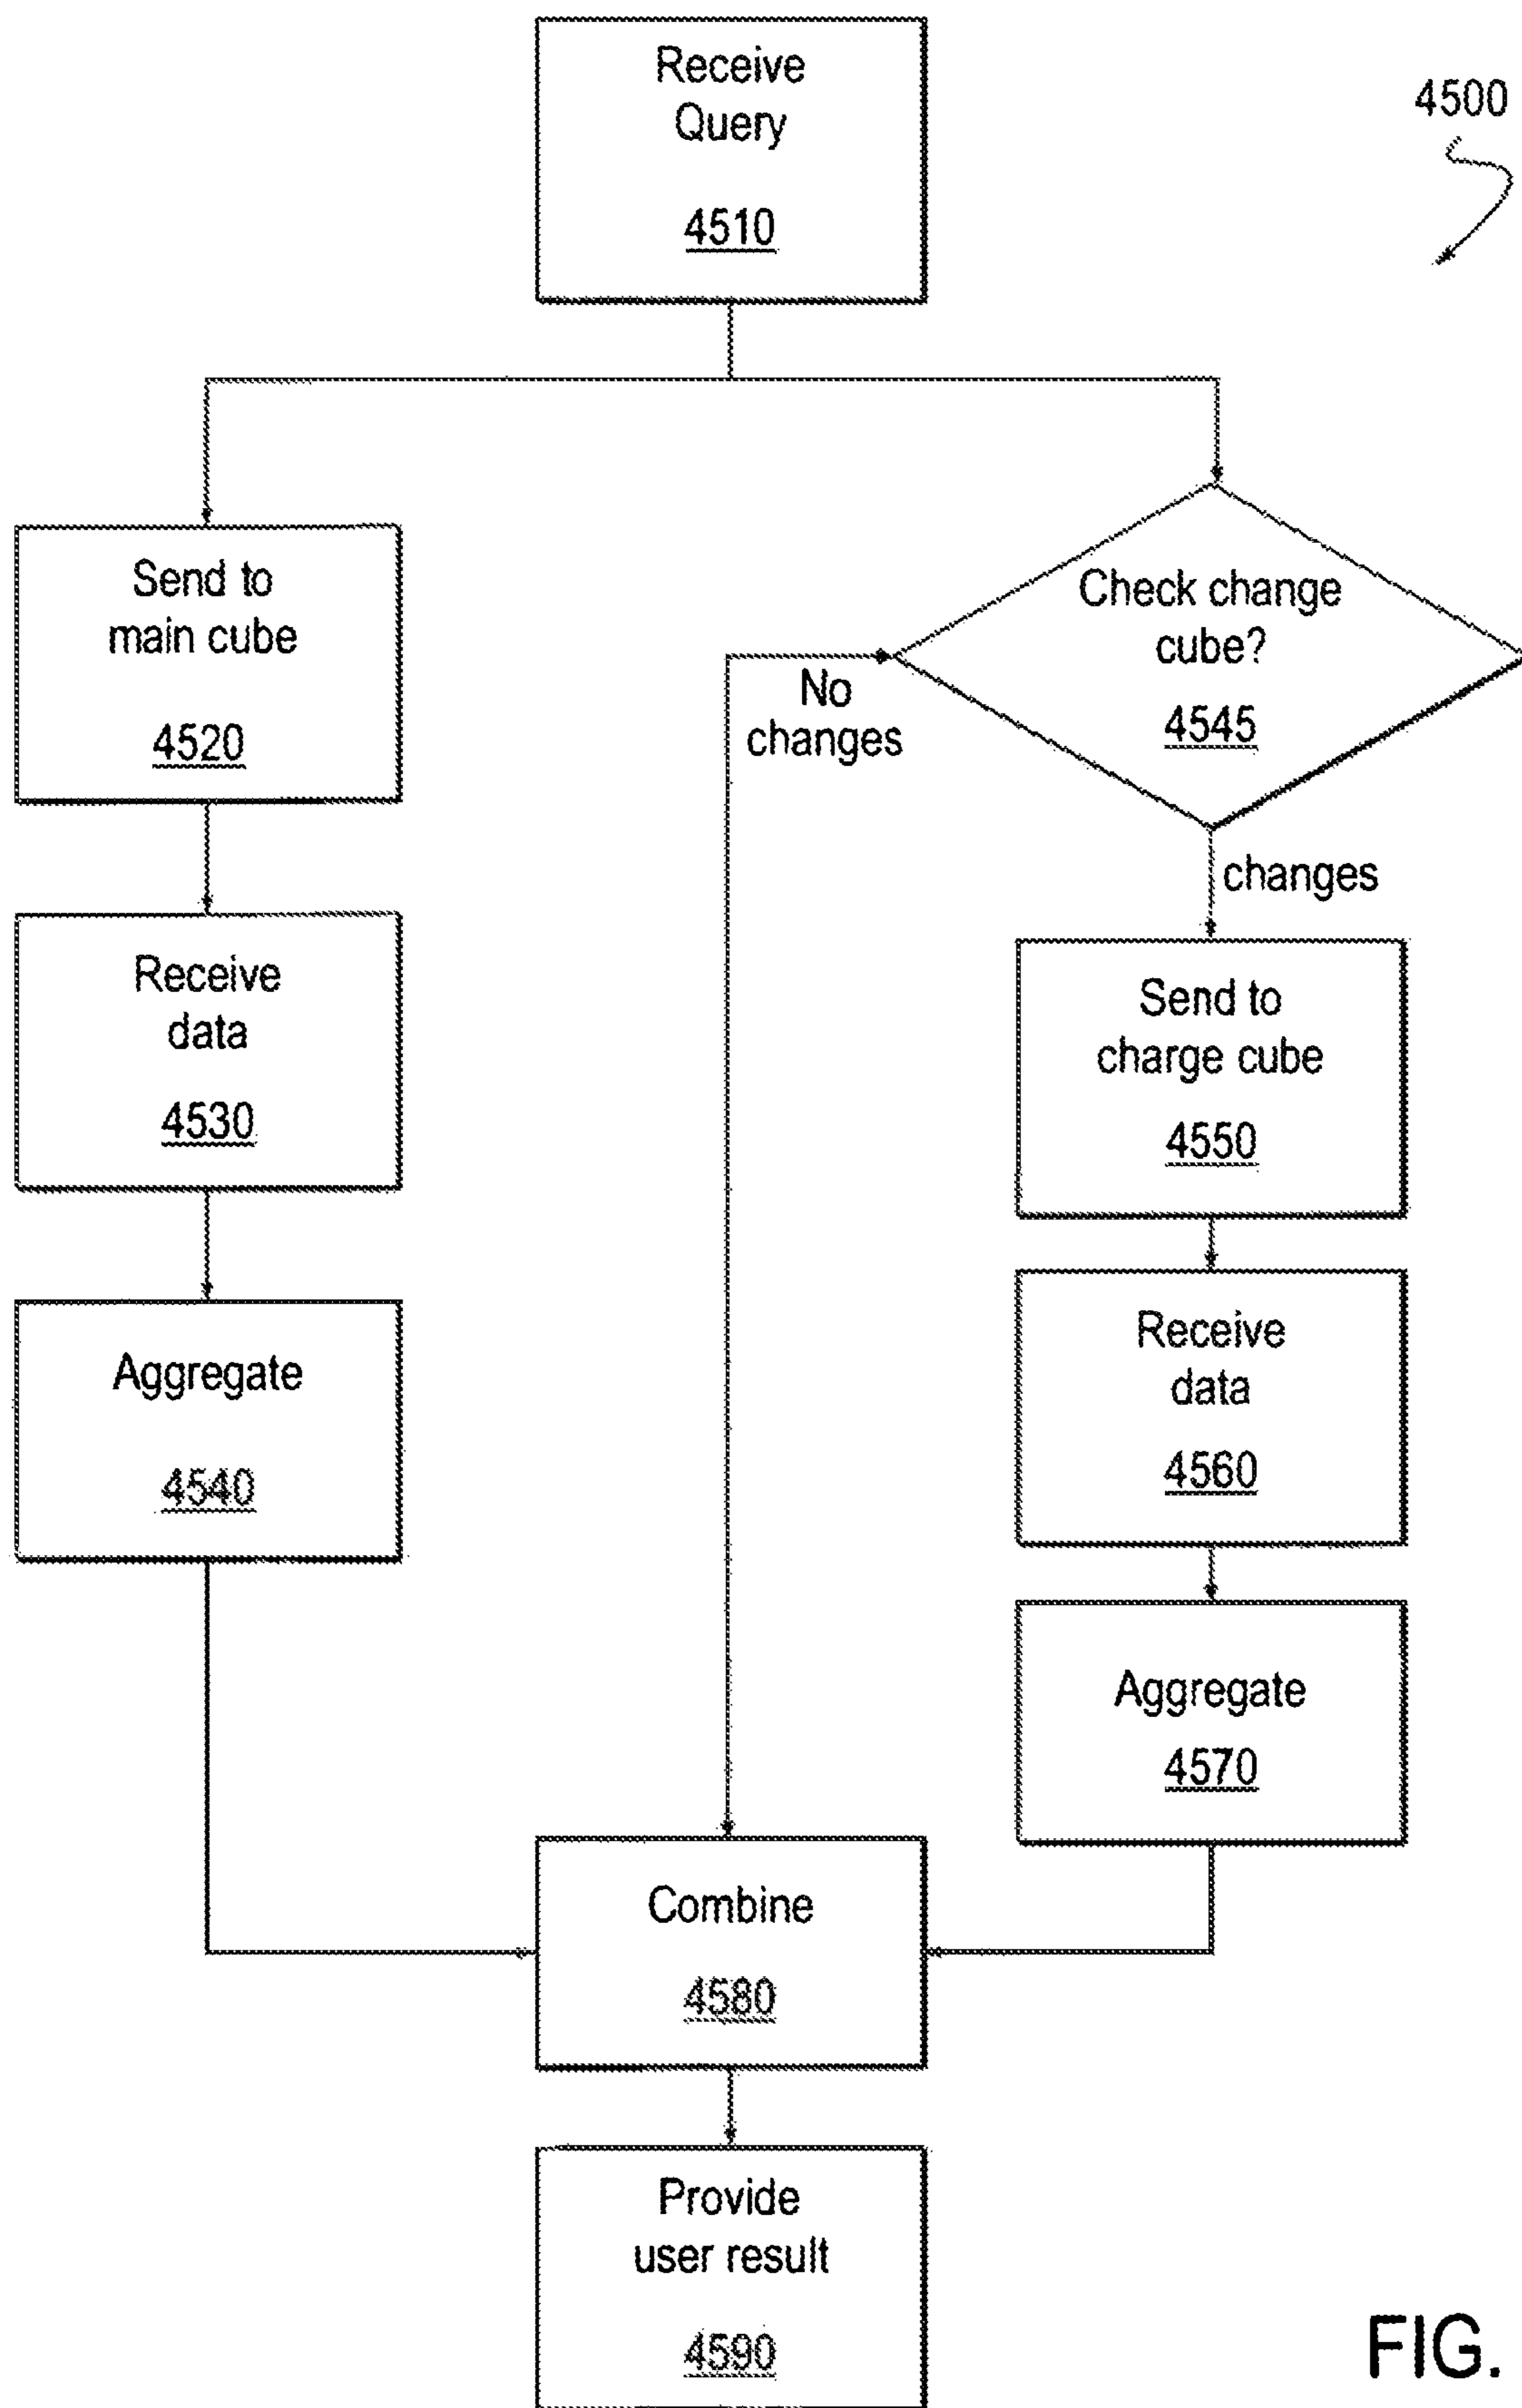 Receive
Query
4510
4500
Send to
main cube
4520
Check change
cube?
4545
No
changes
changes
Receive
data
4530
Send to
charge cube
4550
Aggregate
4540
Receive
data
4560
Aggregate
4570
Combine
4580
Provide
user result
4590
FIG.